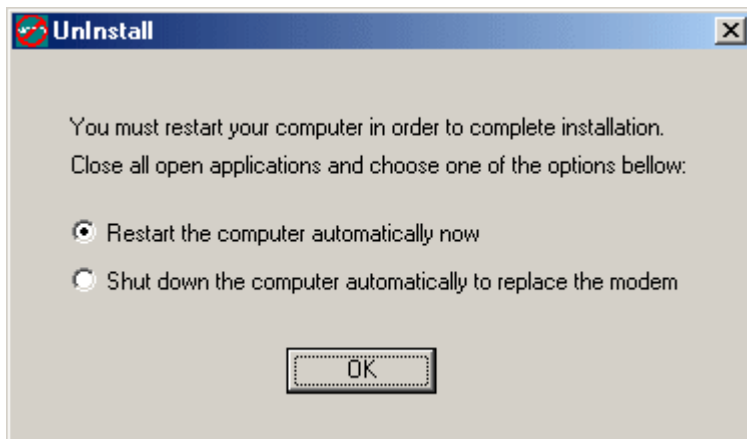 UnInstall
You must restart your computer in order to complete installation.
Close all open applications and choose one of the options bellow:
Restart the computer automatically now
Shut down the computer automatically to replace the modem
OK